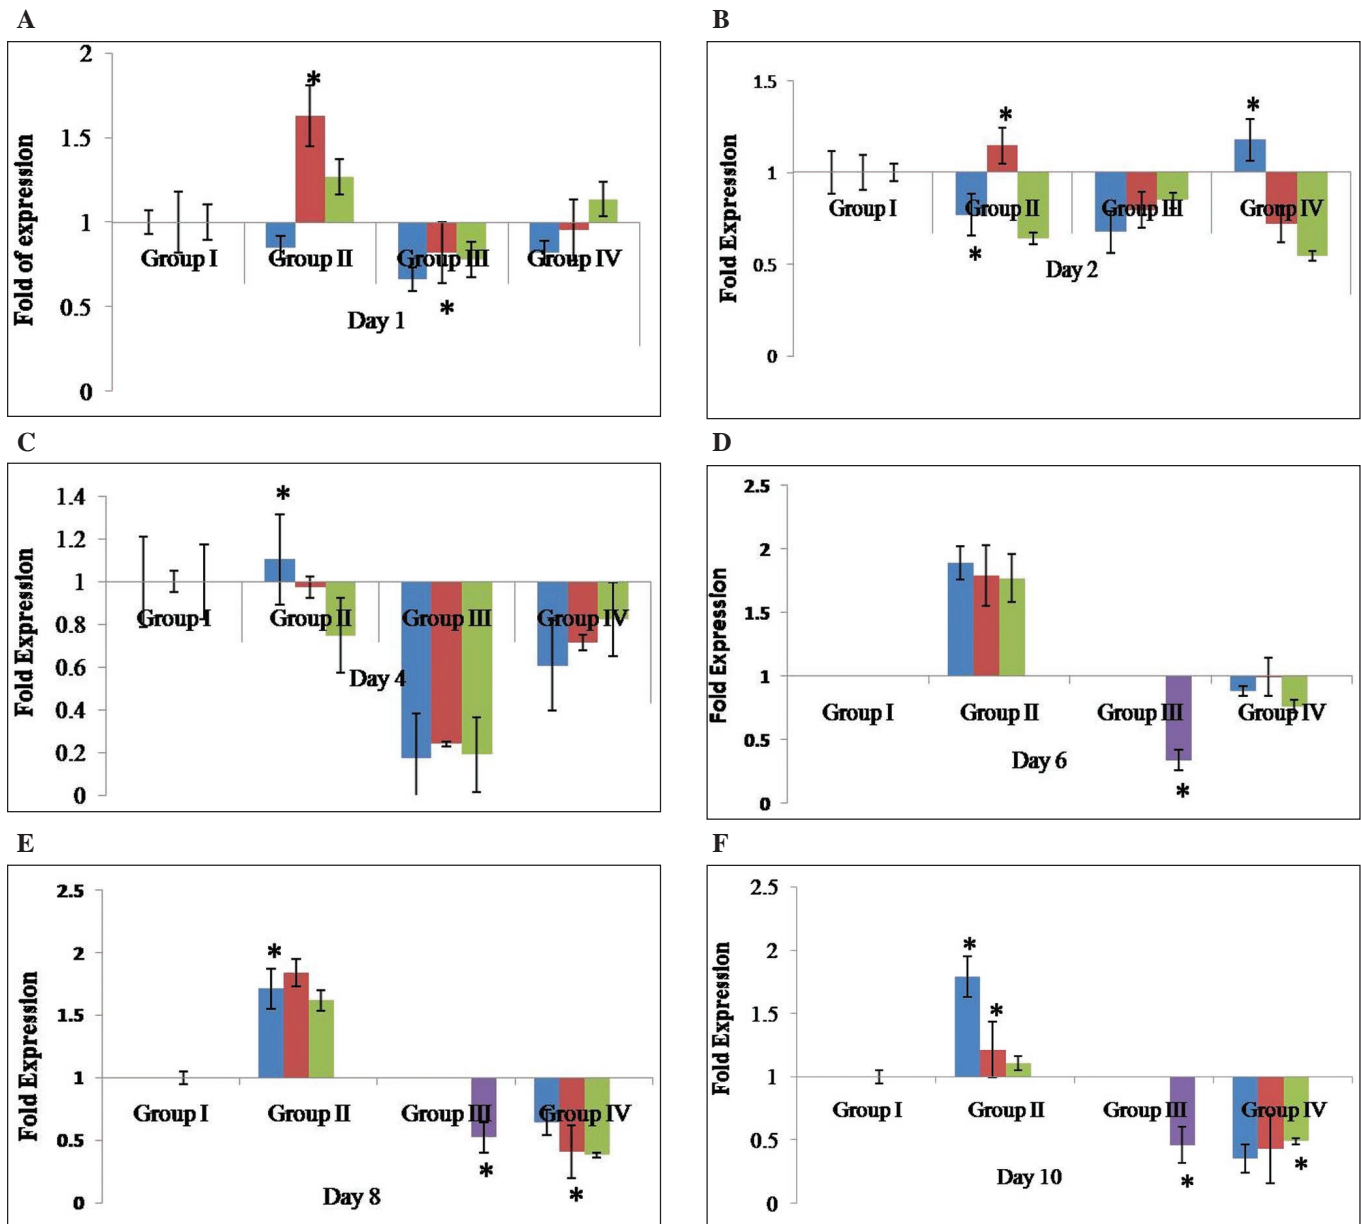 A
Fold of expression
2
1.5
1
0.5
0
*
*
Group I Group II Group III Group IV
Day 1
B
Fold Expression
1.5
1
0.5
0
*
*
*
Group I Group II Group III Group IV
Day 2
C
Fold Expression
1.4
1.2
1
0.8
0.6
0.4
0.2
0
*
Group I Group II Group III Group IV
Day 4
D
Fold Expression
2.5
2
1.5
1
0.5
0
Group I Group II Group III Group IV
Day 6
*
E
Fold Expression
2.5
2
1.5
1
0.5
0
*
Group I Group II Group III Group IV
*
*
Day 8
F
Fold Expression
2.5
2
1.5
1
0.5
0
*
*
Group I Group II Group III Group IV
*
*
Day 10